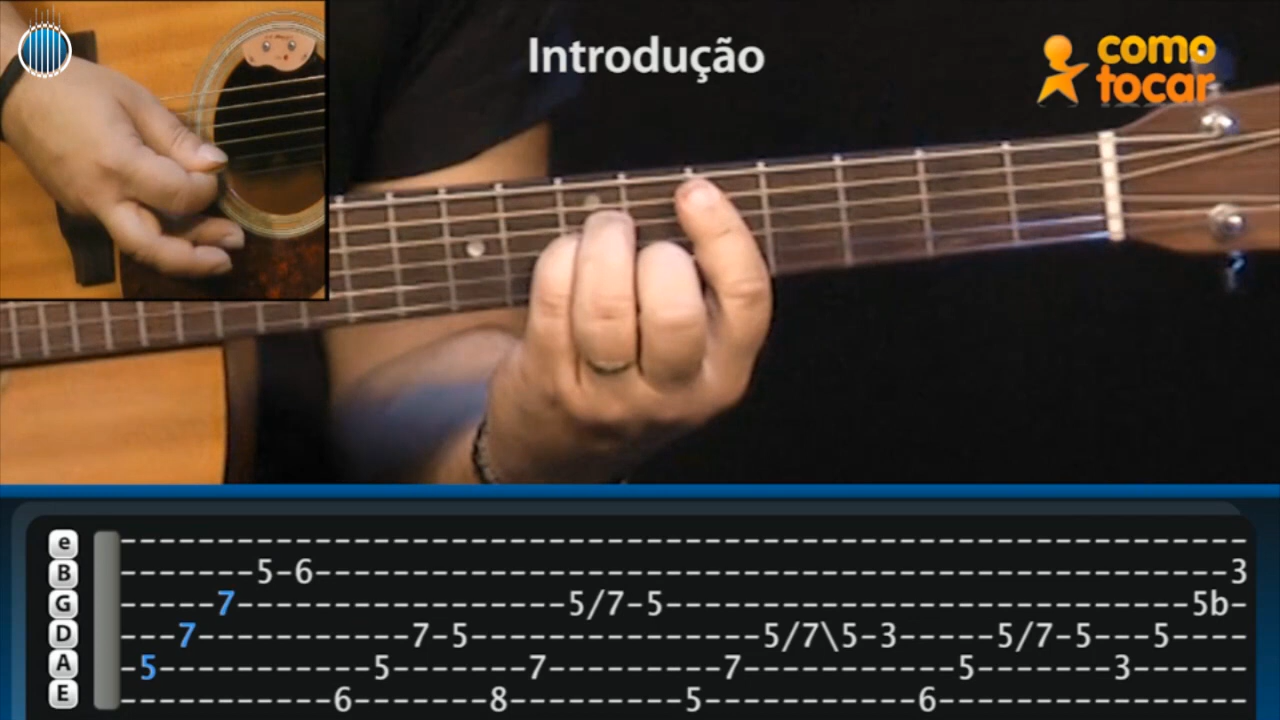 Introdução
como
tocar
e ----------------------------------------------------------
B -------5-6-----------------------------------------------3
G -----7-----------------5/7-5---------------------------5b-
D ---7-----------7-5---------------5/7\5-3-----5/7-5---5----
A -5-----------5-------7---------7-----------5-------3------
E -----------6-------8---------5-----------6----------------